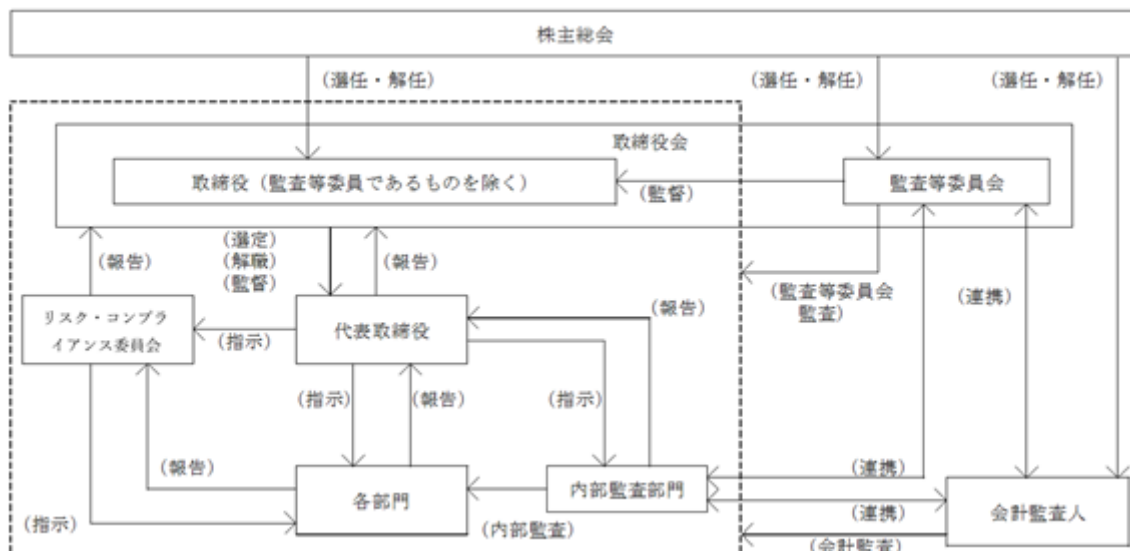 株主総会
(選任・解任)
(選任・解任)
(選任・解任)
取締役会
取締役（監査等委員であるものを除く）
監査等委員会
(監督)
(選定)
(解職)
(監督)
(報告)
(報告)
(監査等委員会
監査)
(連携)
リスク・コンプラ
イアンス委員会
(指示)
代表取締役
(報告)
(指示)
(報告)
(指示)
(報告)
各部門
内部監査部門
(連携)
(連携)
会計監査人
(指示)
(内部監査)
(会計監査)